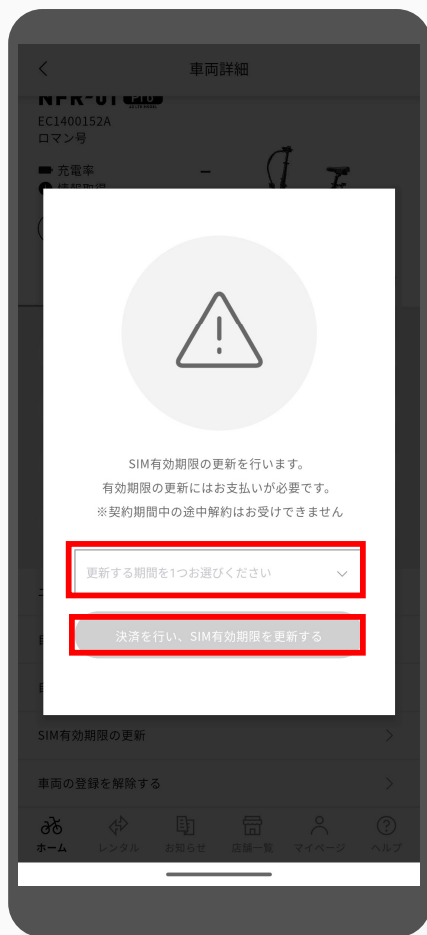 車両詳細
NFR-01 Pro
EC1400152A
ロマン号
充電率
-
情報取得
SIM有効期限の更新を行います。
有効期限の更新にはお支払いが必要です。
※契約期間中の途中解約はお受けできません
更新する期間を1つお選びください
決済を行い、SIM有効期限を更新する
SIM有効期限の更新
車両の登録を解除する
ホーム
レンタル
お知らせ
店舗一覧
マイページ
ヘルプ